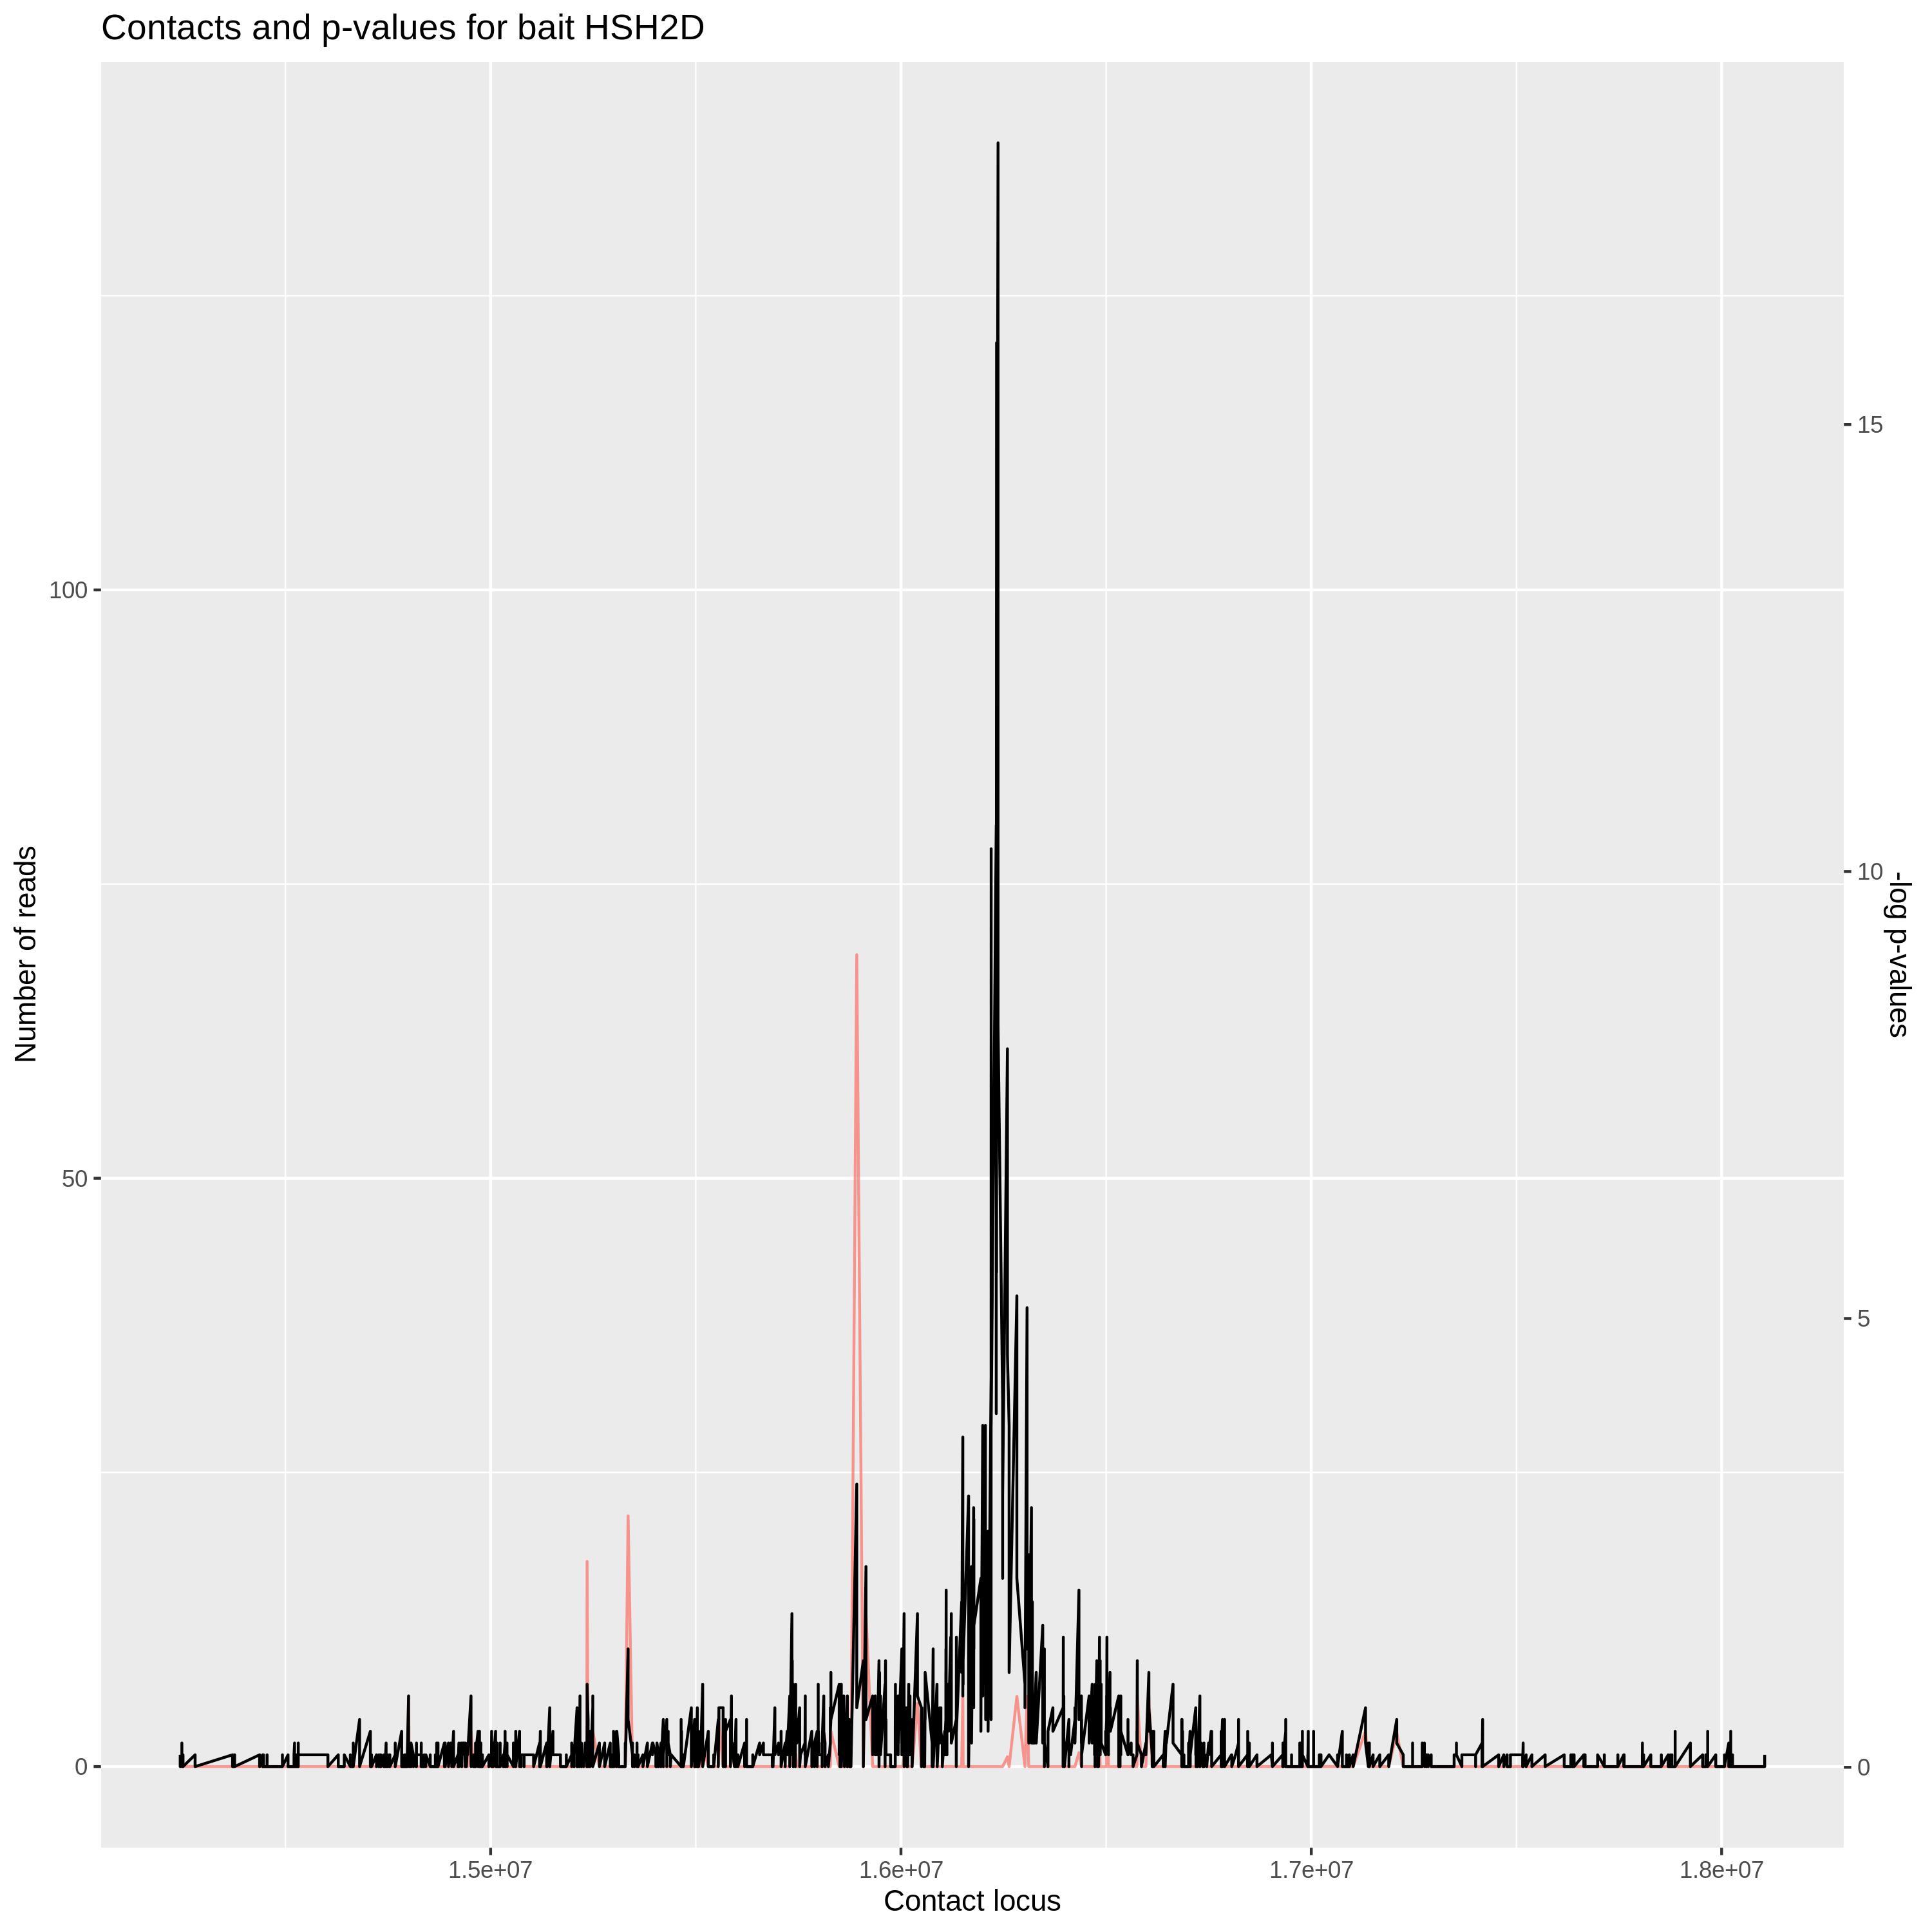 Contacts and p-values for bait HSH2D
Number of reads
100
50
0
15
10
5
0
-log p-values
1.5e+07 1.6e+07 1.7e+07 1.8e+07
Contact locus